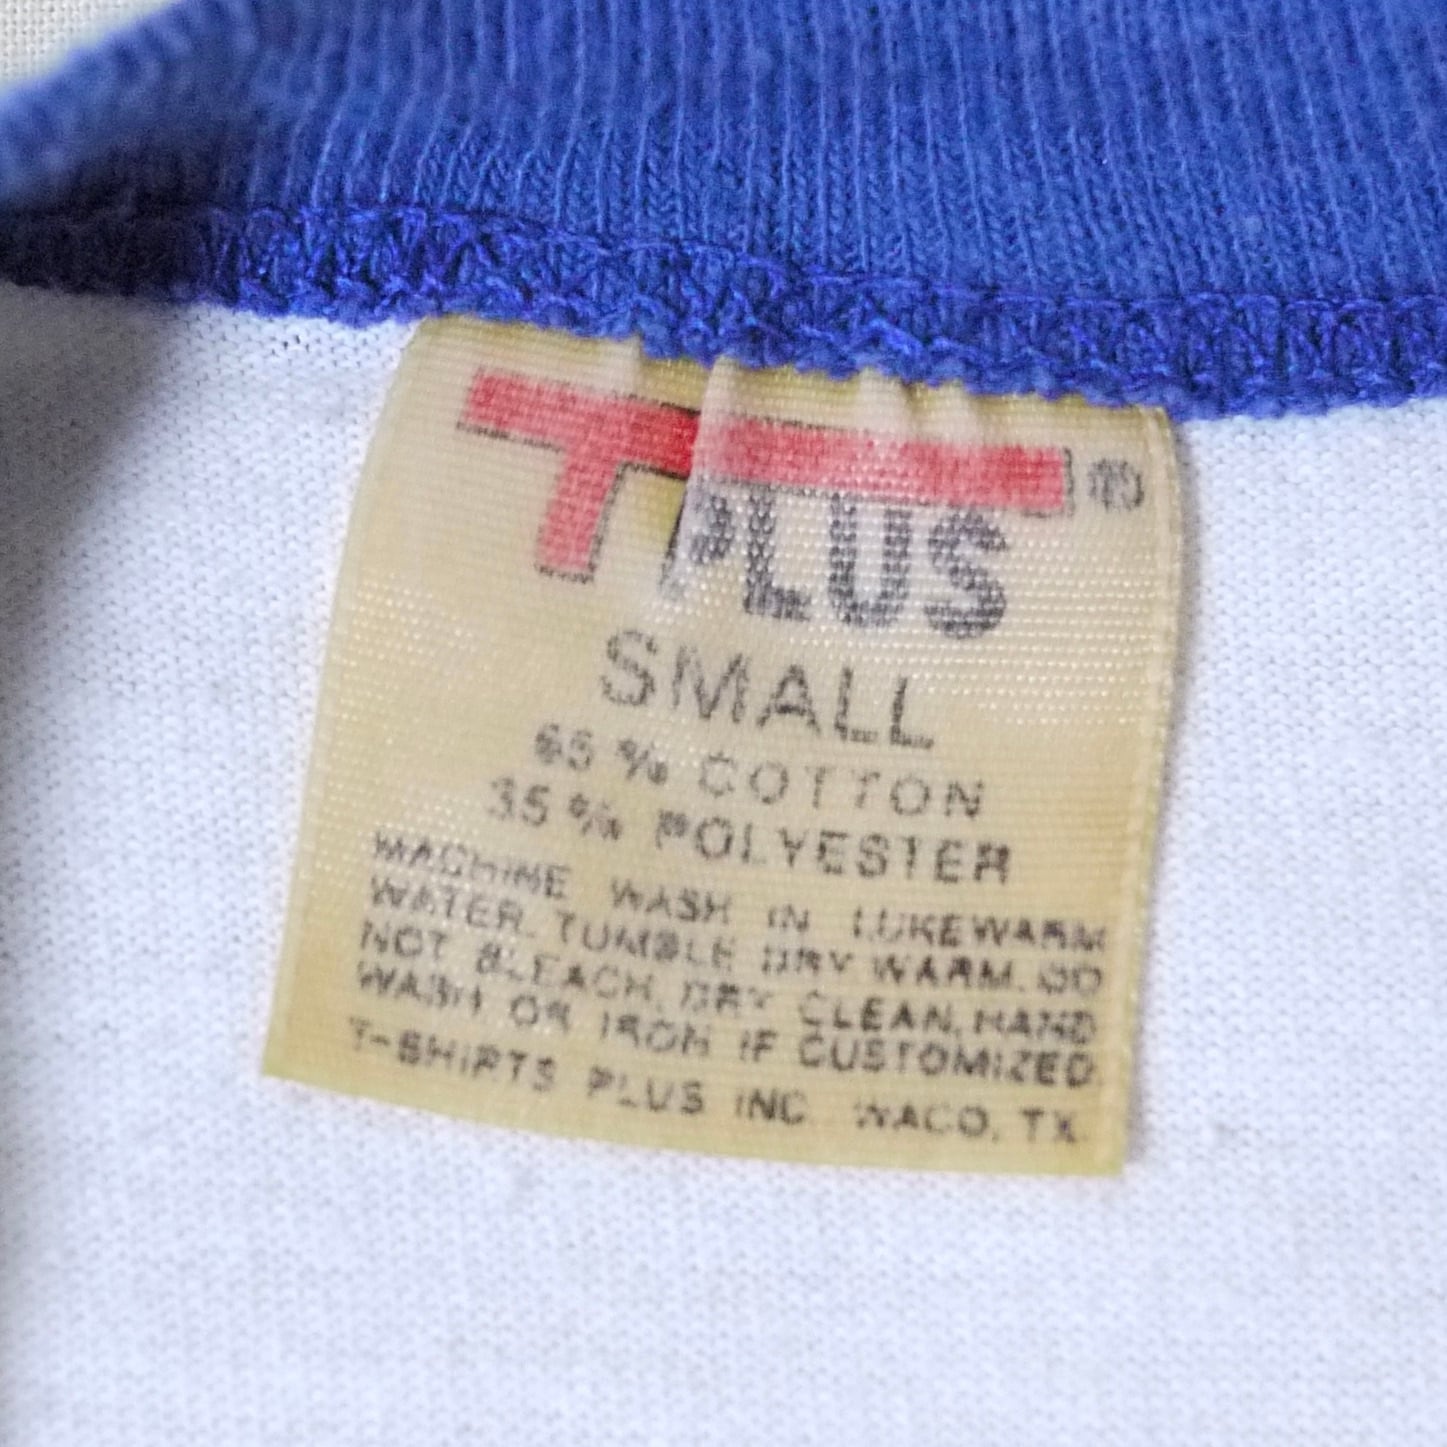 T PLUS ®
SMALL
65% COTTON
35% POLYESTER
MACHINE WASH IN LUKEWARM
WATER. TUMBLE DRY WARM. DO
NOT BLEACH, DRY CLEAN, HAND
WASH OR IRON IF CUSTOMIZED
T-SHIRTS PLUS INC. WACO, TX